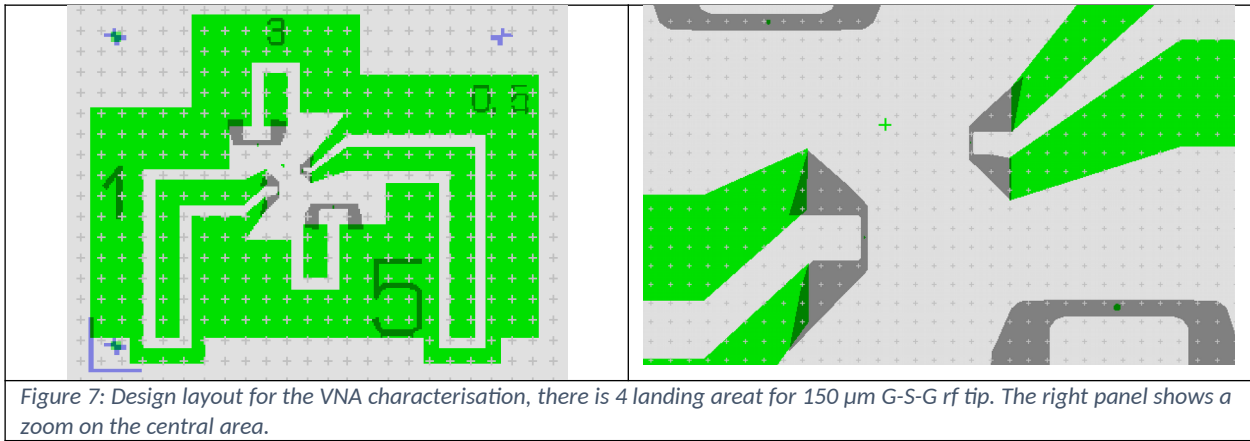 3
0.5
1
5
Figure 7: Design layout for the VNA characterisation, there is 4 landing areat for 150 µm G-S-G rf tip. The right panel shows a
zoom on the central area.